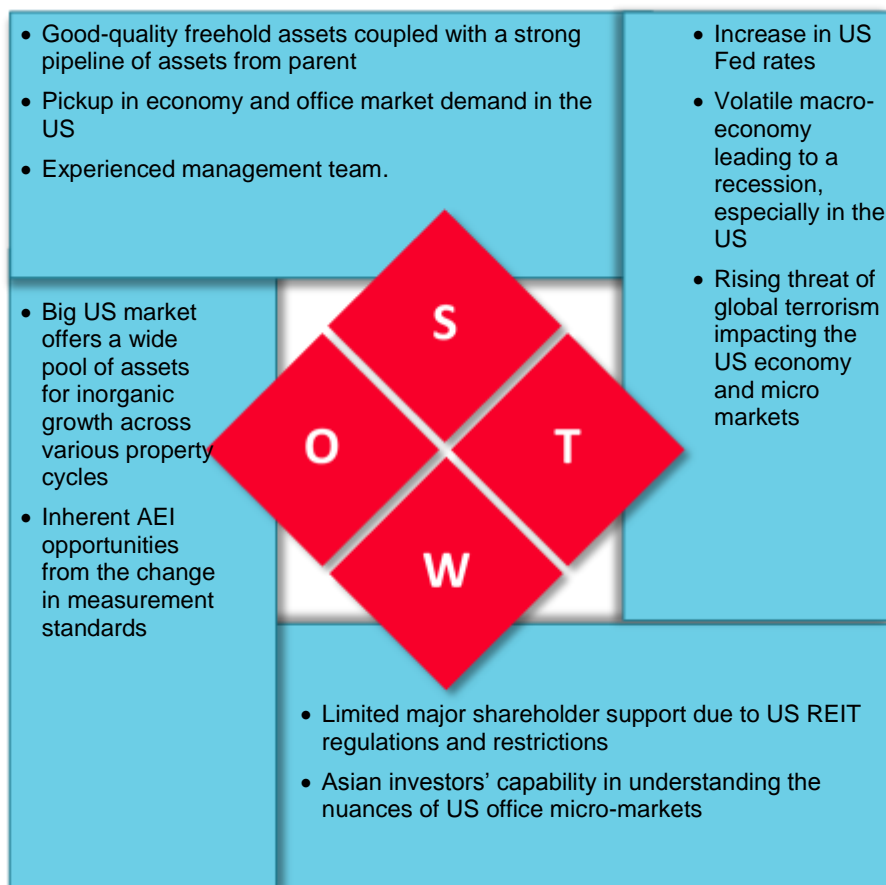 • Good-quality freehold assets coupled with a strong
pipeline of assets from parent
• Pickup in economy and office market demand in the
US
• Experienced management team.
• Increase in US
Fed rates
• Volatile macro-
economy
leading to a
recession,
especially in the
US
• Rising threat of
global terrorism
impacting the
US economy
and micro
markets
• Big US market
offers a wide
pool of assets
for inorganic
growth across
various property
cycles
• Inherent AEI
opportunities
from the change
in measurement
standards
S
O
T
W
• Limited major shareholder support due to US REIT
regulations and restrictions
• Asian investors’ capability in understanding the
nuances of US office micro-markets